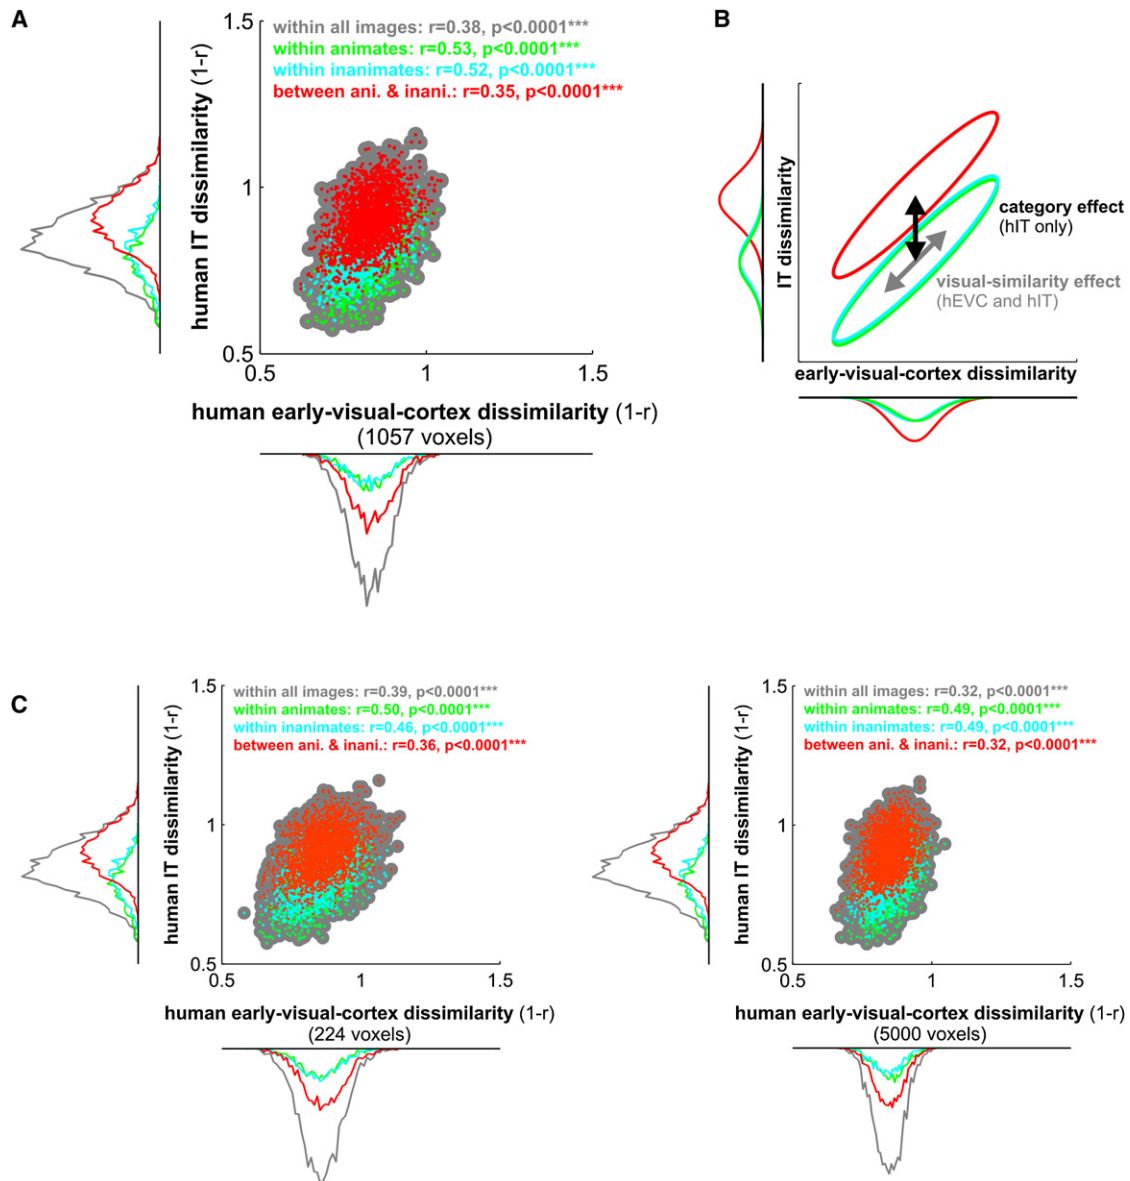 A
1.5
within all images: r=0.38, p<0.0001***
within animates: r=0.53, p<0.0001***
within inanimates: r=0.52, p<0.0001***
between ani. & inani.: r=0.35, p<0.0001***
human IT dissimilarity (1-r)
1
0.5
0.5
1
1.5
human early-visual-cortex dissimilarity (1-r)
(1057 voxels)
B
IT dissimilarity
category effect
(hIT only)
visual-similarity effect
(hEVC and hIT)
early-visual-cortex dissimilarity
C
1.5
within all images: r=0.39, p<0.0001***
within animates: r=0.50, p<0.0001***
within inanimates: r=0.46, p<0.0001***
between ani. & inani.: r=0.36, p<0.0001***
human IT dissimilarity (1-r)
1
0.5
0.5
1
1.5
human early-visual-cortex dissimilarity (1-r)
(224 voxels)
1.5
within all images: r=0.32, p<0.0001***
within animates: r=0.49, p<0.0001***
within inanimates: r=0.49, p<0.0001***
between ani. & inani.: r=0.32, p<0.0001***
human IT dissimilarity (1-r)
1
0.5
0.5
1
1.5
human early-visual-cortex dissimilarity (1-r)
(5000 voxels)